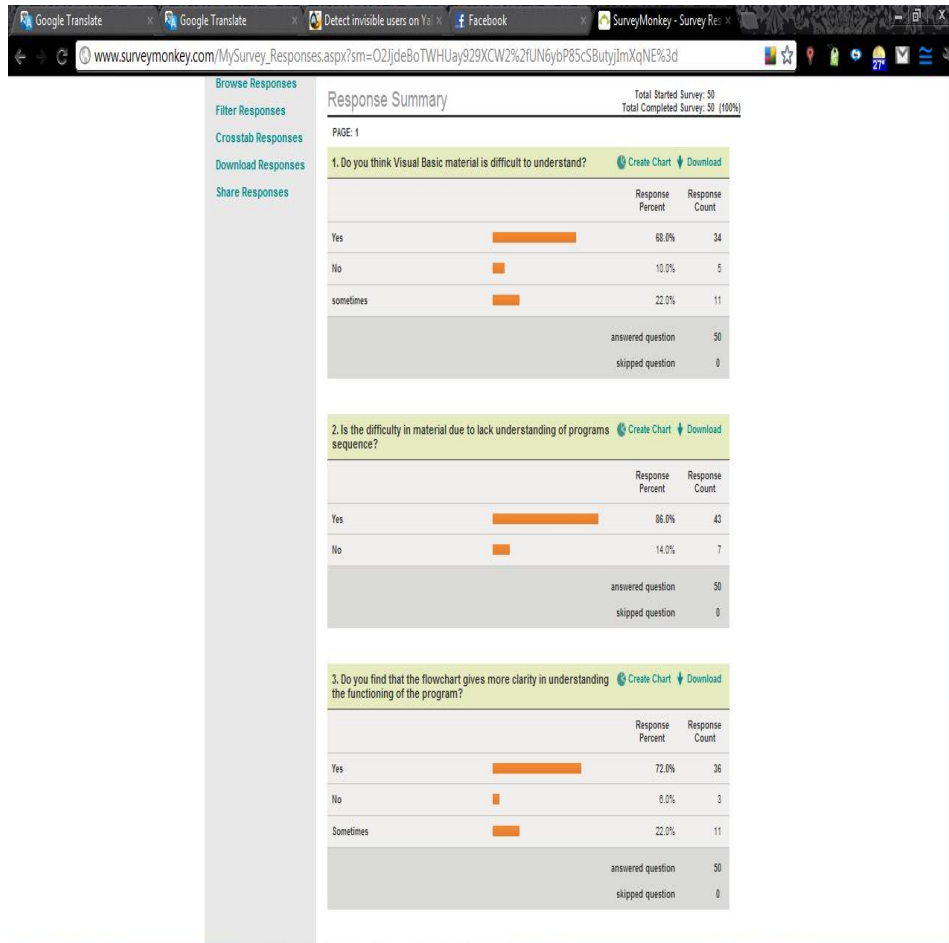 Google Translate
Google Translate
Detect invisible users on Ya
Facebook
SurveyMonkey - Survey Res
www.surveymonkey.com/MySurvey_Responses.aspx?sm=O2JjdeBoTWHUay929XCW2%2fUN6ybP85cSButyjImXqNE%3d
27°
Browse Responses
Filter Responses
Crosstab Responses
Download Responses
Share Responses
Response Summary
Total Started Survey: 50
Total Completed Survey: 50 (100%)
PAGE: 1
1. Do you think Visual Basic material is difficult to understand? Create Chart Download
Response Percent Response Count
Yes 68.0% 34
No 10.0% 5
sometimes 22.0% 11
answered question 50
skipped question 0
2. Is the difficulty in material due to lack understanding of programs Create Chart Download
sequence?
Response Percent Response Count
Yes 86.0% 43
No 14.0% 7
answered question 50
skipped question 0
3. Do you find that the flowchart gives more clarity in understanding Create Chart Download
the functioning of the program?
Response Percent Response Count
Yes 72.0% 36
No 6.0% 3
Sometimes 22.0% 11
answered question 50
skipped question 0